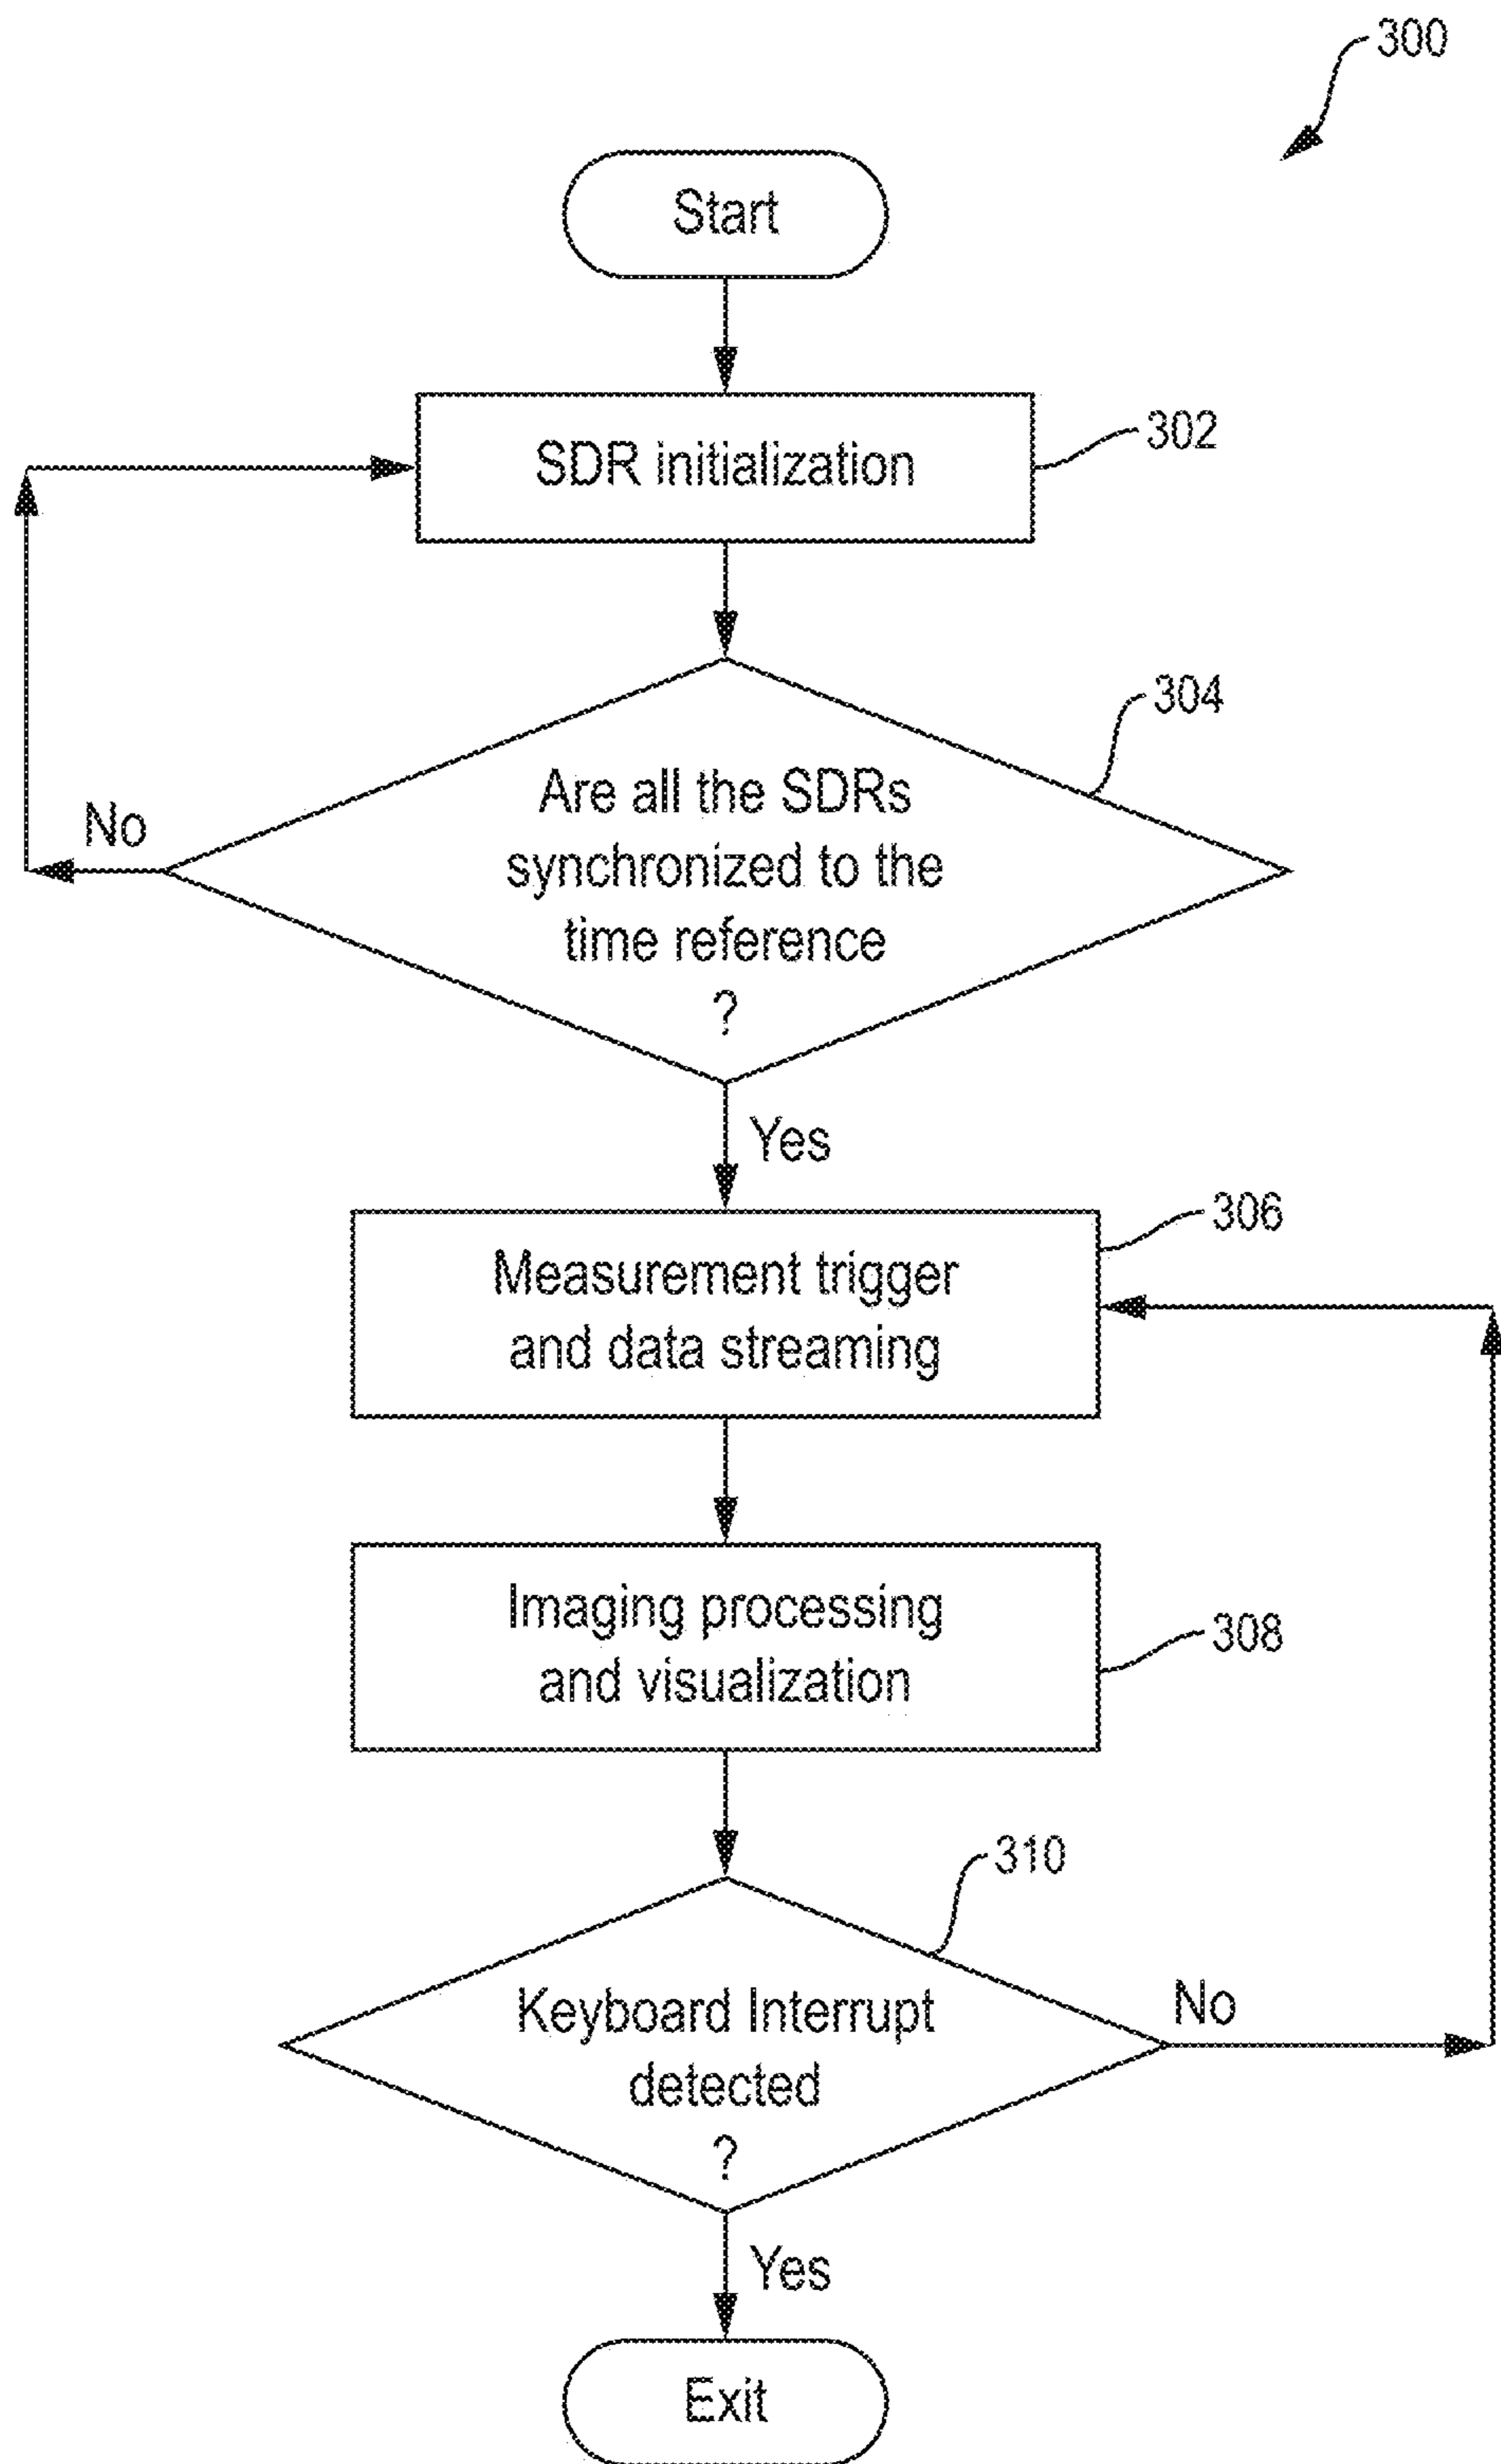 300
Start
SDR initialization
302
304
Are all the SDRs
synchronized to the
time reference
?
No
Yes
306
Measurement trigger
and data streaming
Imaging processing
and visualization
308
310
Keyboard Interrupt
detected
?
No
Yes
Exit